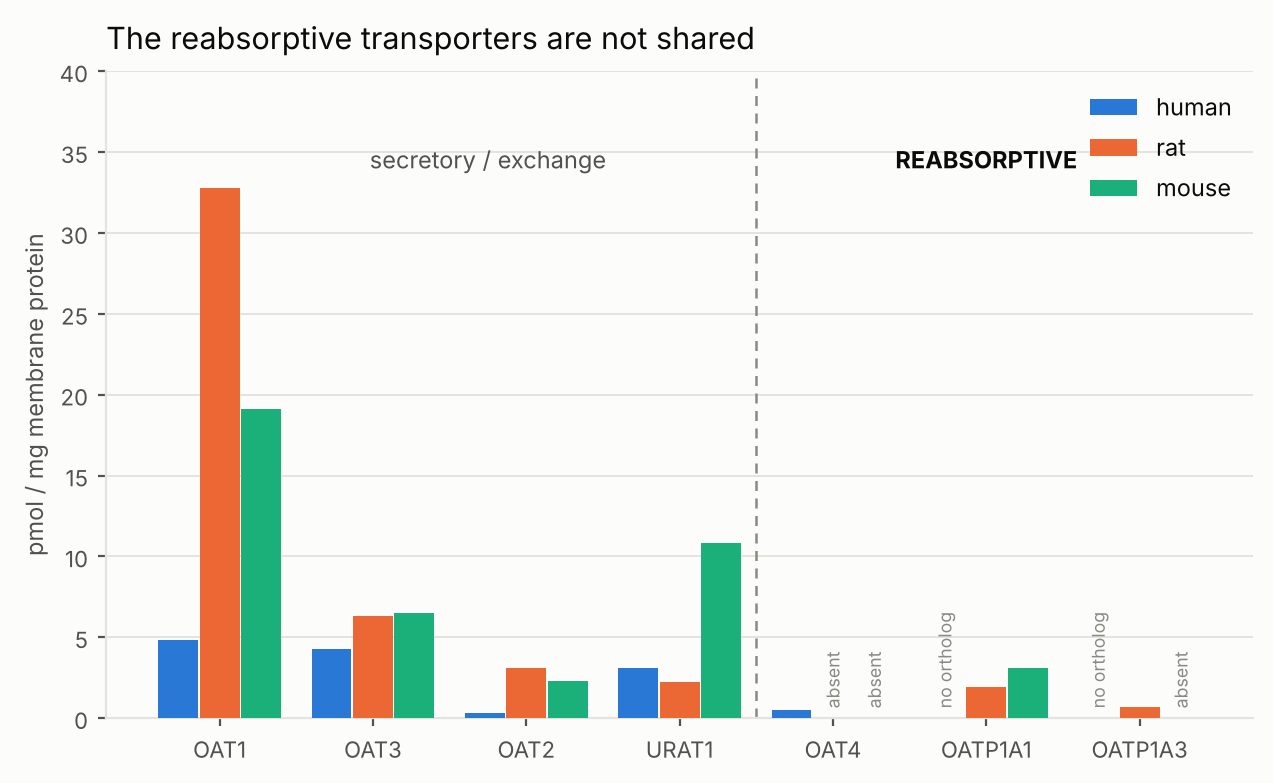 The reabsorptive transporters are not shared
pmol / mg membrane protein
40
35
30
25
20
15
10
5
0
secretory / exchange
REABSORPTIVE
human
rat
mouse
absent
absent
no ortholog
no ortholog
absent
OAT1
OAT3
OAT2
URAT1
OAT4
OATP1A1
OATP1A3